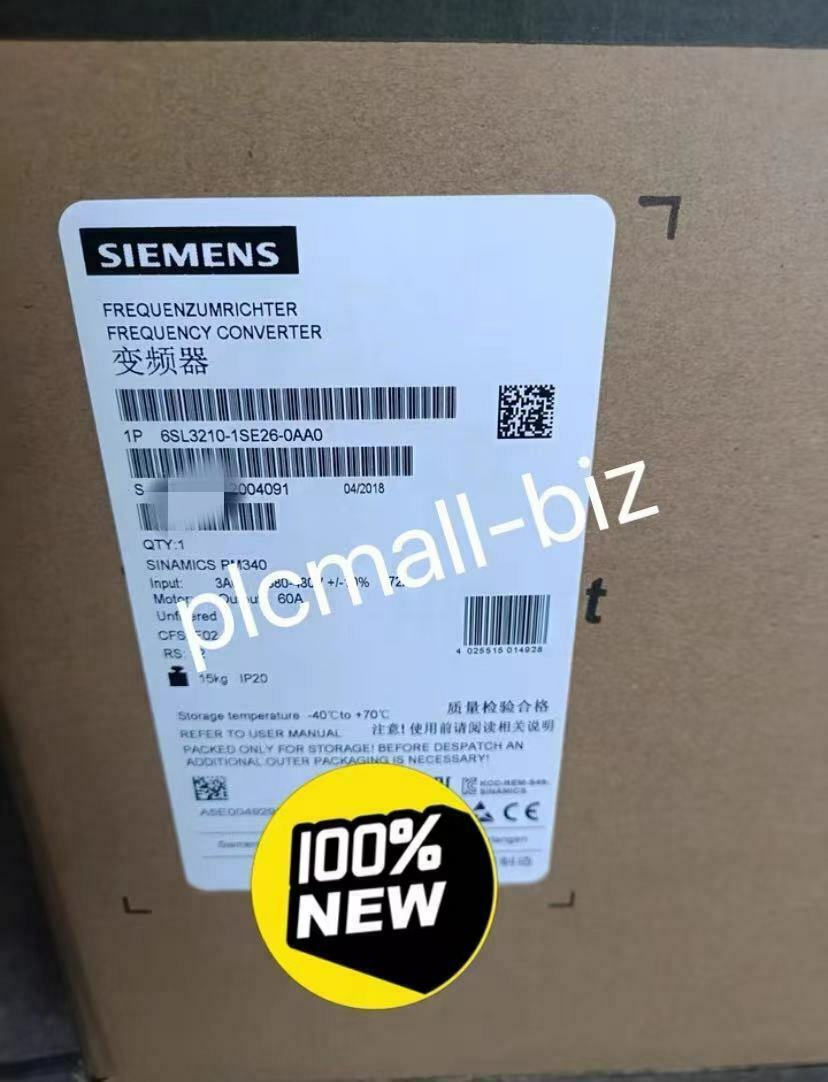 SIEMENS
FREQUENZUMRICHTER
FREQUENCY CONVERTER
变频器
1P 6SL3210-1SE26-0AA0
S 2004091 04/2018
QTY:1
SINAMICS PM340
Input:
60A
Unfiltered
15kg IP20
4 025515 014928
plcmall-biz
t
Storage temperature -40°C to +70°C
质量检验合格
REFER TO USER MANUAL 注意! 使用前请阅读相关说明
PACKED ONLY FOR STORAGE! BEFORE DESPATCH AN
ADDITIONAL OUTER PACKAGING IS NECESSARY!
SINAMICS
CE
100%
NEW